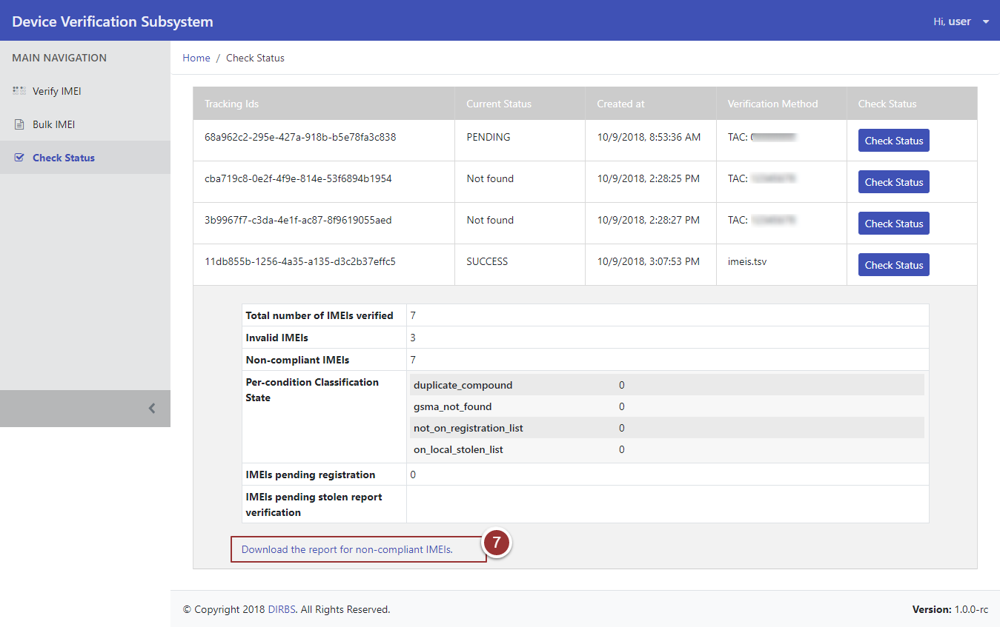 Device Verification Subsystem
Hi, user
MAIN NAVIGATION
Verify IMEI
Bulk IMEI
Check Status
Home / Check Status
Tracking Ids Current Status Created at Verification Method Check Status
68a962c2-295e-427a-918b-b5e78fa3c838 PENDING 10/9/2018, 8:53:36 AM TAC: Check Status
cba719c8-0e2f-4f9e-814e-53f6894b1954 Not found 10/9/2018, 2:28:25 PM TAC: Check Status
3b9967f7-c3da-4e1f-ac87-8f9619055aed Not found 10/9/2018, 2:28:27 PM TAC: Check Status
11db855b-1256-4a35-a135-d3c2b37effc5 SUCCESS 10/9/2018, 3:07:53 PM imeis.tsv Check Status
Total number of IMEIs verified 7
Invalid IMEIs 3
Non-compliant IMEIs 7
Per-condition Classification
State
duplicate_compound 0
gsma_not_found 0
not_on_registration_list 0
on_local_stolen_list 0
IMEIs pending registration 0
IMEIs pending stolen report
verification
Download the report for non-compliant IMEIs.
7
© Copyright 2018 DIRBS. All Rights Reserved.
Version: 1.0.0-rc